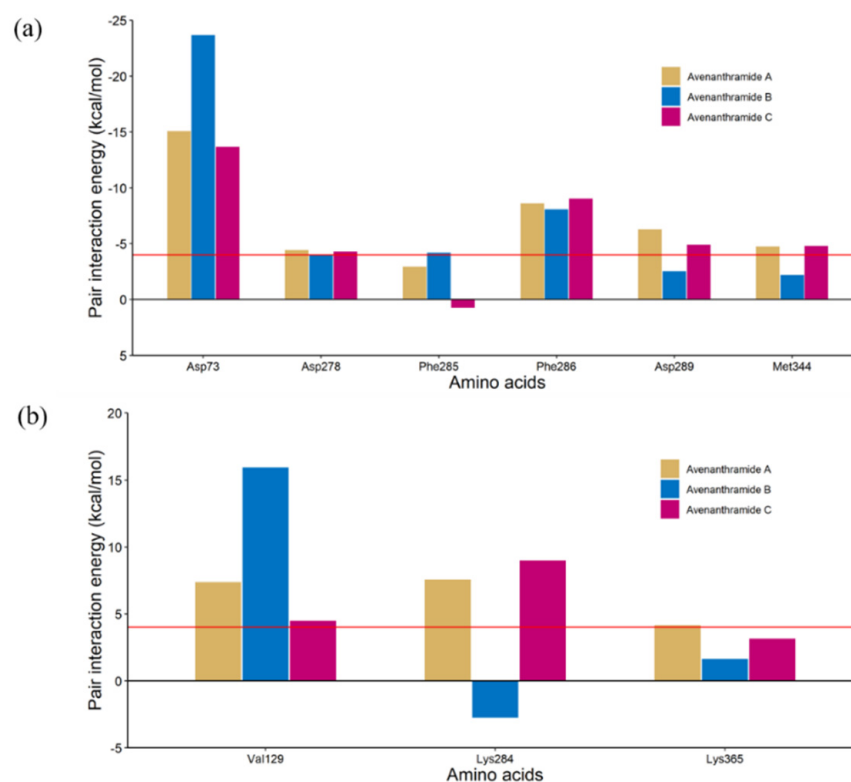 (a)
Pair interaction energy (kcal/mol)
-25
-20
-15
-10
-5
0
5
Avenanthramide A
Avenanthramide B
Avenanthramide C
Asp73 Asp278 Phe285 Phe286 Asp289 Met344
Amino acids
(b)
Pair interaction energy (kcal/mol)
20
15
10
5
0
-5
Avenanthramide A
Avenanthramide B
Avenanthramide C
Val129 Lys284 Lys365
Amino acids